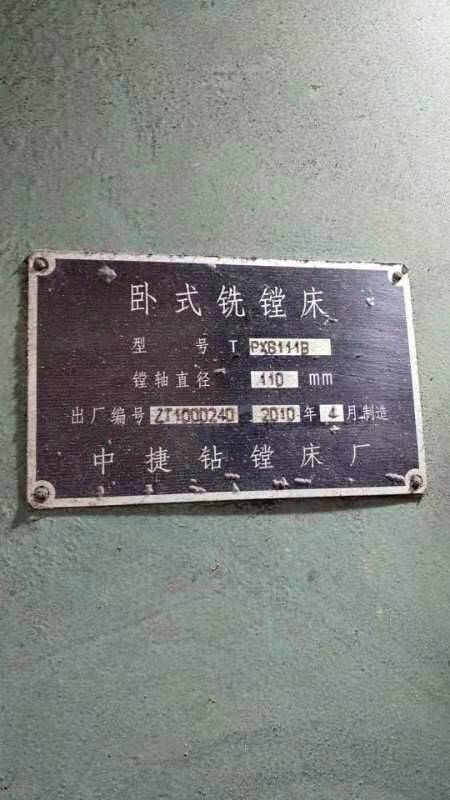 卧式铣镗床
型 号 T PX6111B
镗轴直径 110 mm
出厂编号 ZT1000240 2010 年 4 月制造
中捷钻镗床厂